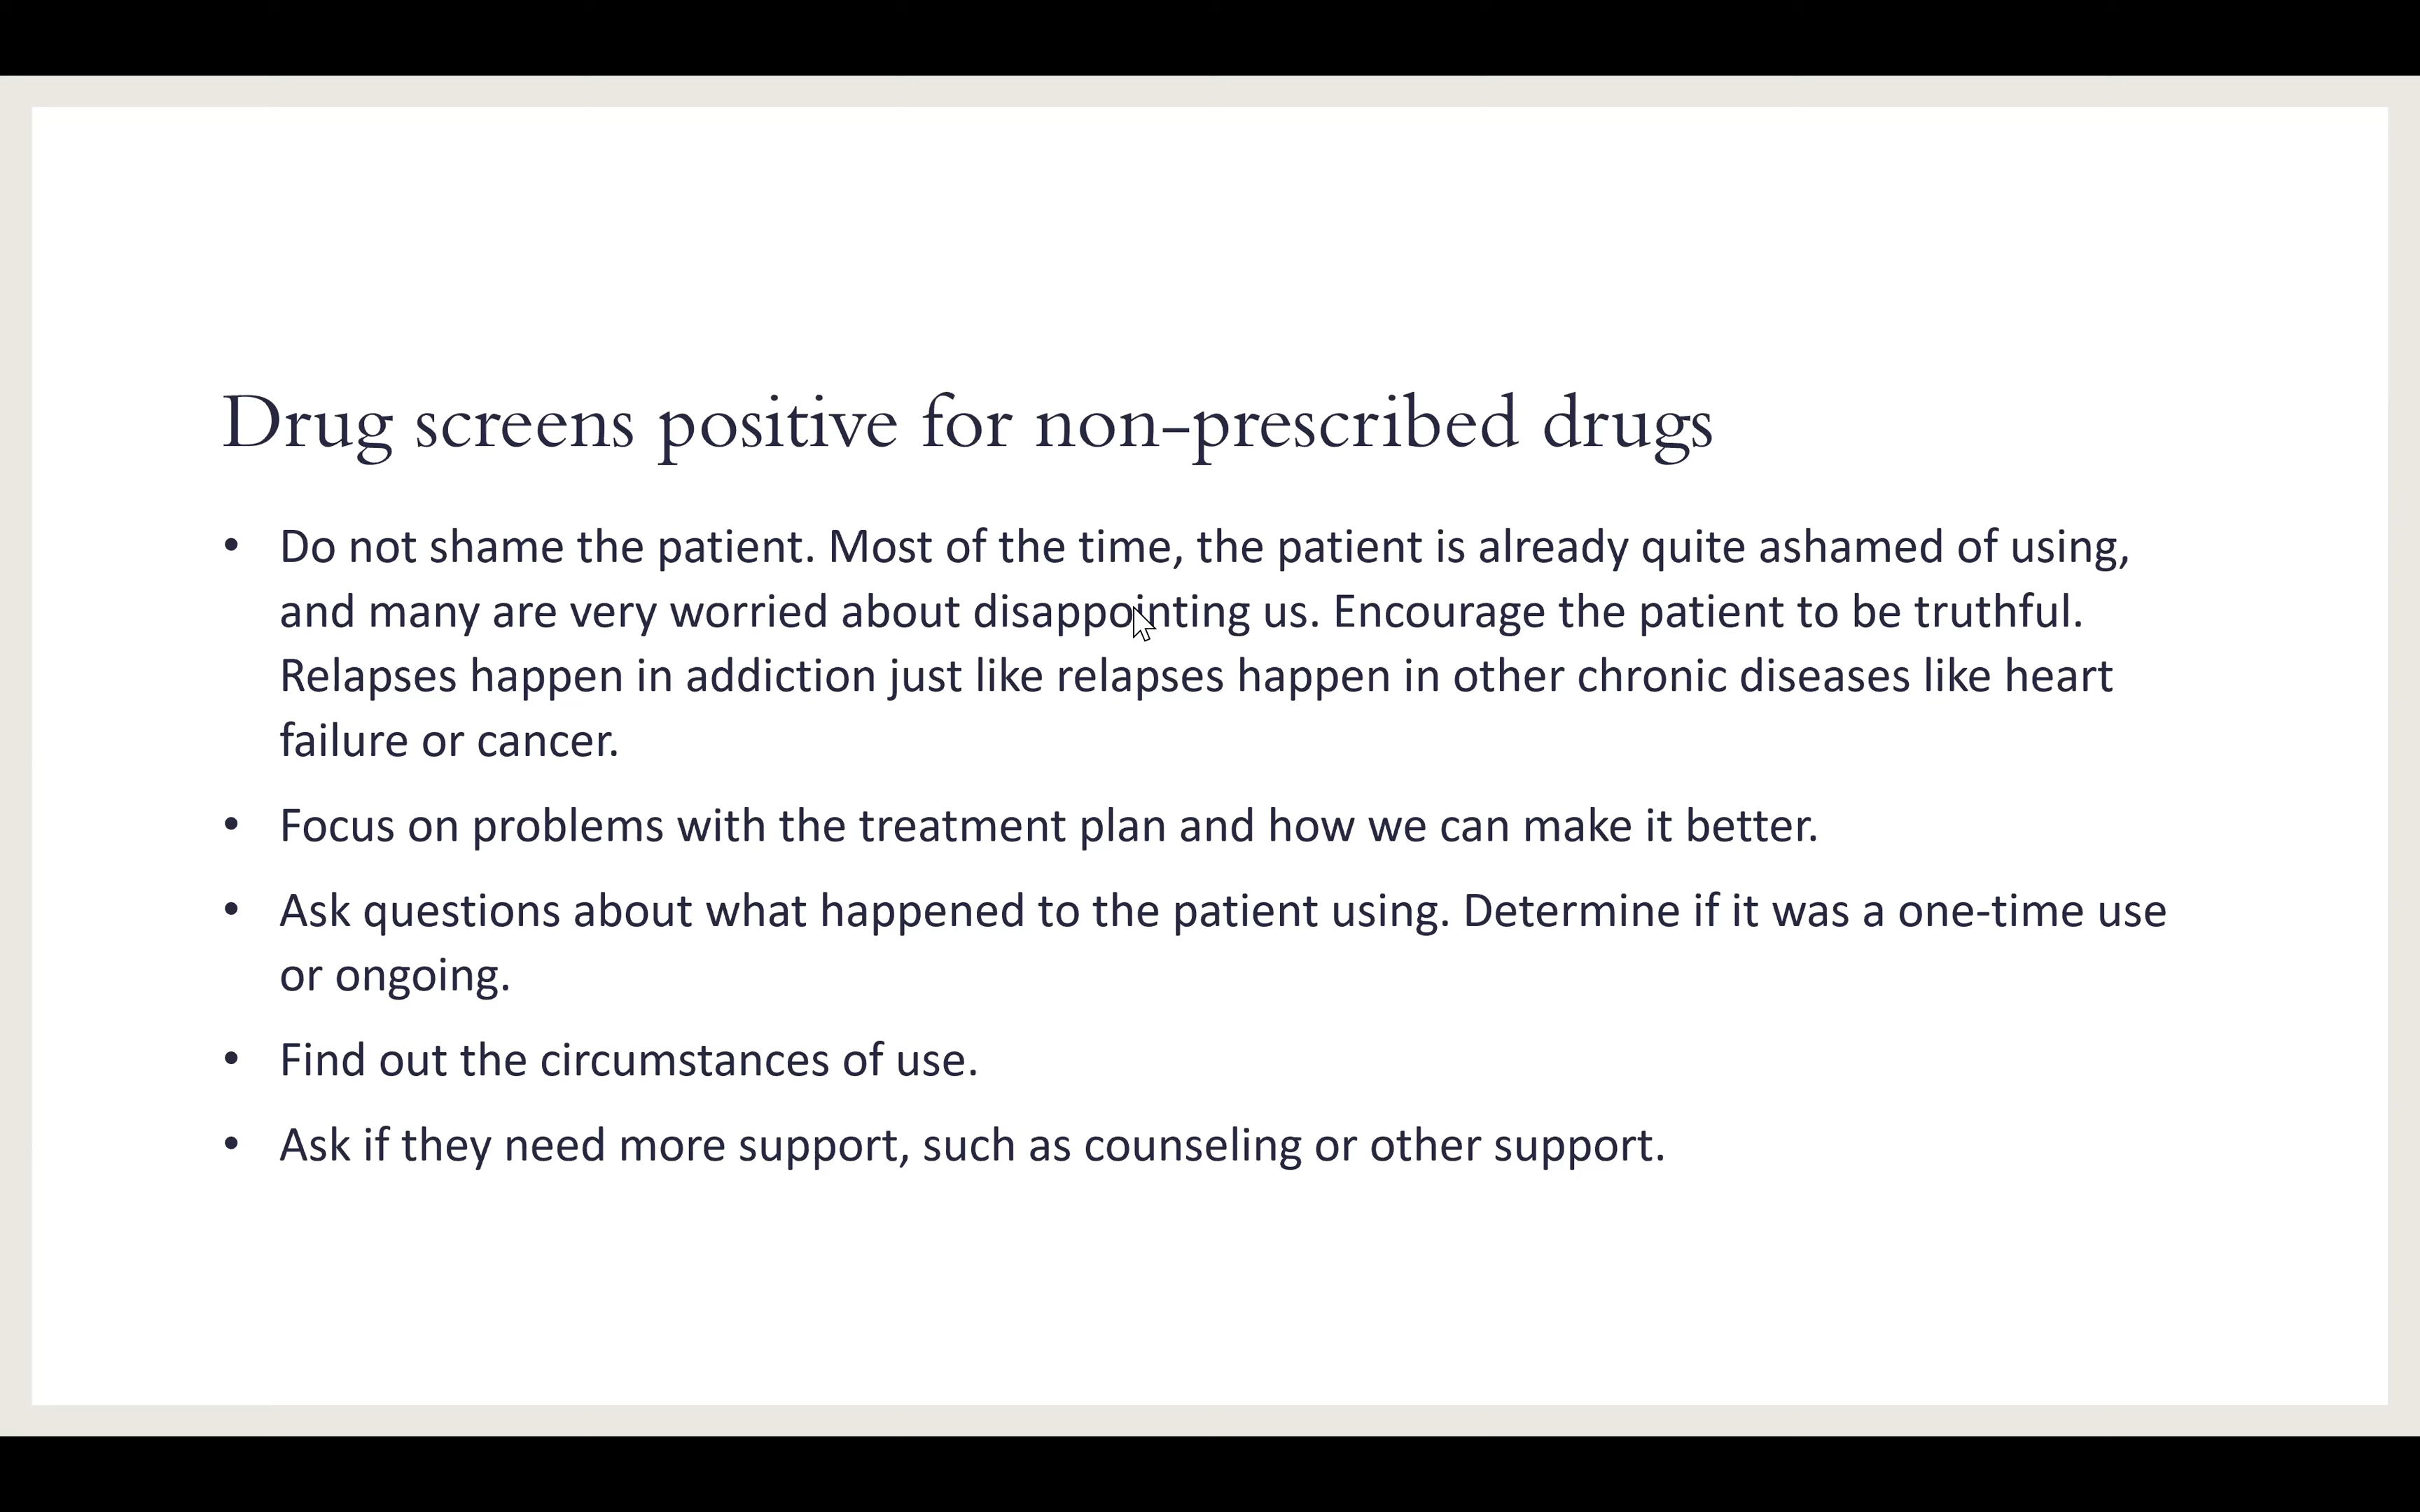 Drug screens positive for non-prescribed drugs
• Do not shame the patient. Most of the time, the patient is already quite ashamed of using,
and many are very worried about disappointing us. Encourage the patient to be truthful.
Relapses happen in addiction just like relapses happen in other chronic diseases like heart
failure or cancer.
• Focus on problems with the treatment plan and how we can make it better.
• Ask questions about what happened to the patient using. Determine if it was a one-time use
or ongoing.
• Find out the circumstances of use.
• Ask if they need more support, such as counseling or other support.